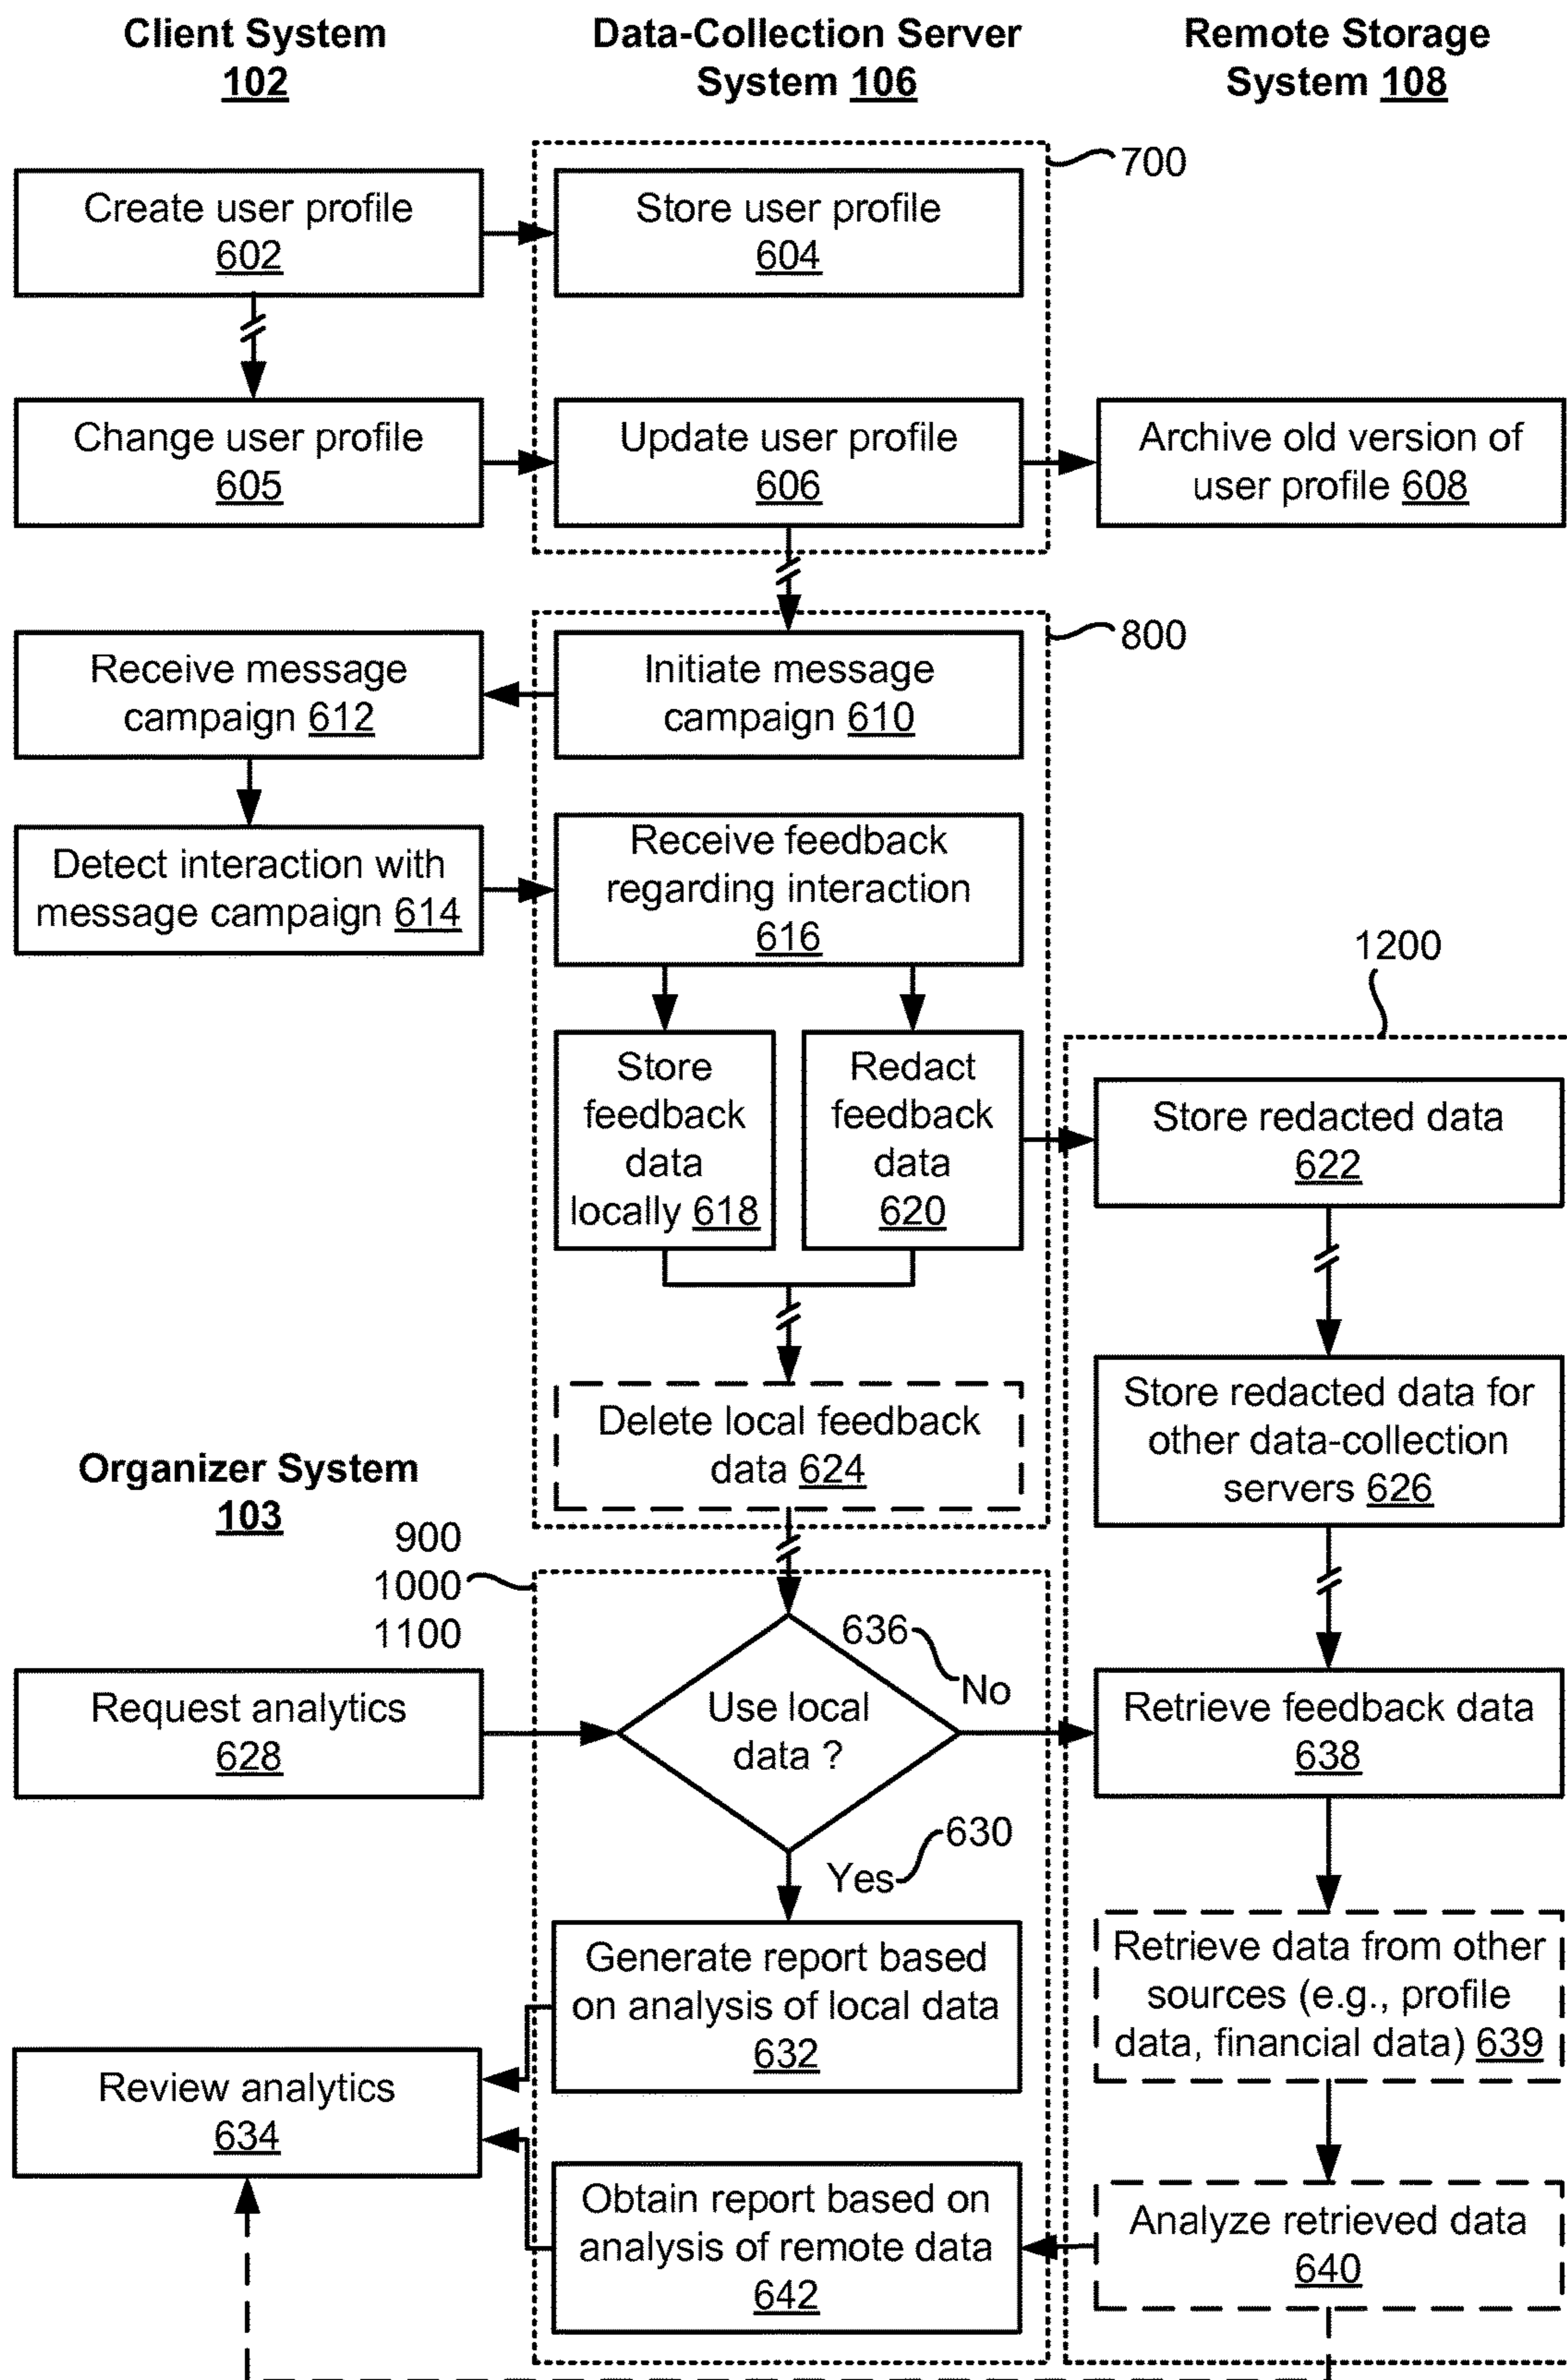 Client System
102
Data-Collection Server
System 106
Remote Storage
System 108
700
Create user profile
602
Store user profile
604
Change user profile
605
Update user profile
606
Archive old version of
user profile 608
800
Receive message
campaign 612
Initiate message
campaign 610
Detect interaction with
message campaign 614
Receive feedback
regarding interaction
616
1200
Store
feedback
data
locally 618
Redact
feedback
data
620
Store redacted data
622
Delete local feedback
data 624
Store redacted data for
other data-collection
servers 626
Organizer System
103
900
1000
1100
Request analytics
628
Use local
data ?
636
No
630
Yes
Retrieve feedback data
638
Generate report based
on analysis of local data
632
Retrieve data from other
sources (e.g., profile
data, financial data) 639
Review analytics
634
Obtain report based on
analysis of remote data
642
Analyze retrieved data
640